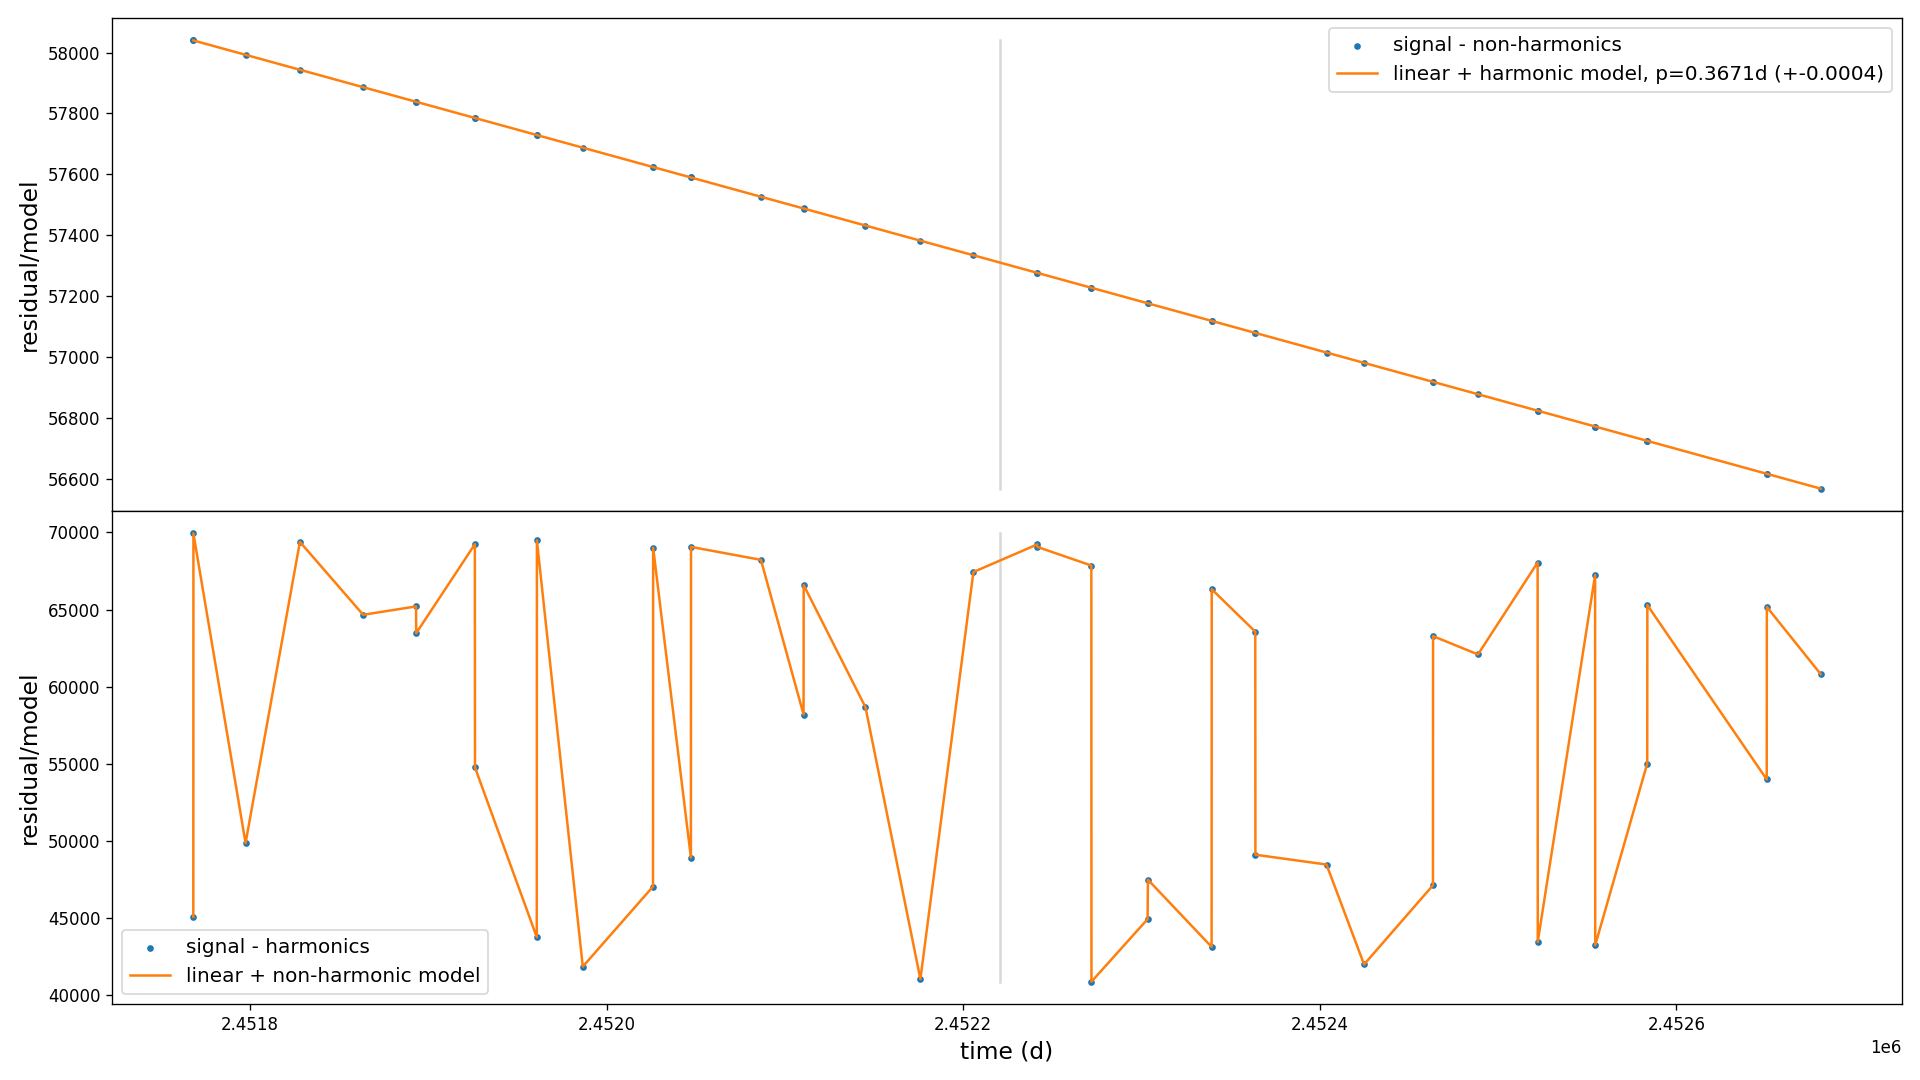 58000
57800
57600
57400
57200
57000
56800
56600
residual/model
signal - non-harmonics
linear + harmonic model, p=0.3671d (+-0.0004)
70000
65000
60000
55000
50000
45000
40000
residual/model
signal - harmonics
linear + non-harmonic model
2.4518
2.4520
2.4522
2.4524
2.4526
time (d)
1e6